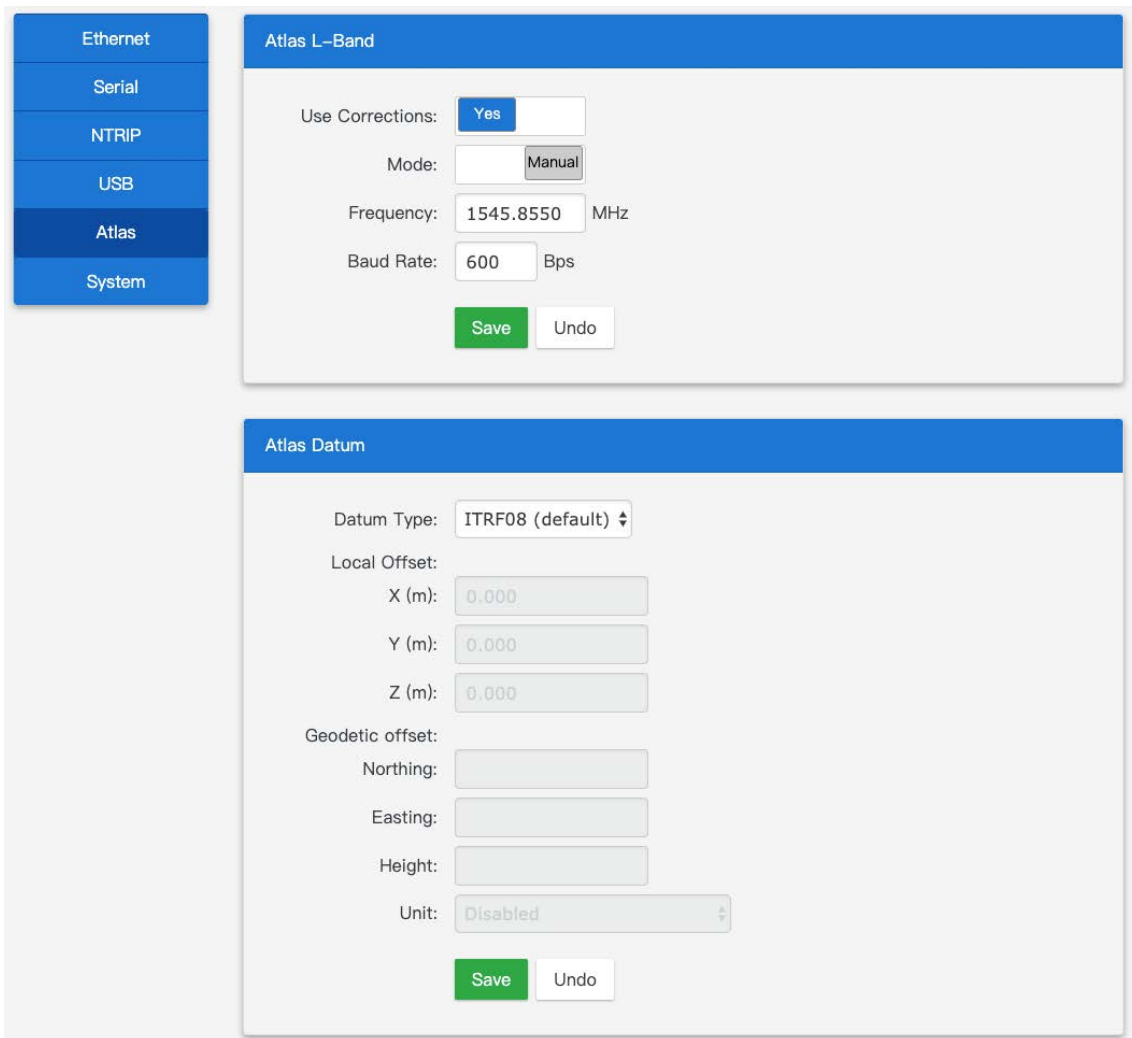 Ethernet
Serial
NTRIP
USB
Atlas
System
Atlas L-Band
Use Corrections: Yes
Mode: Manual
Frequency: 1545.8550 MHz
Baud Rate: 600 Bps
Save Undo
Atlas Datum
Datum Type: ITRF08 (default)
Local Offset:
X (m): 0.000
Y (m): 0.000
Z (m): 0.000
Geodetic offset:
Northing:
Easting:
Height:
Unit: Disabled
Save Undo